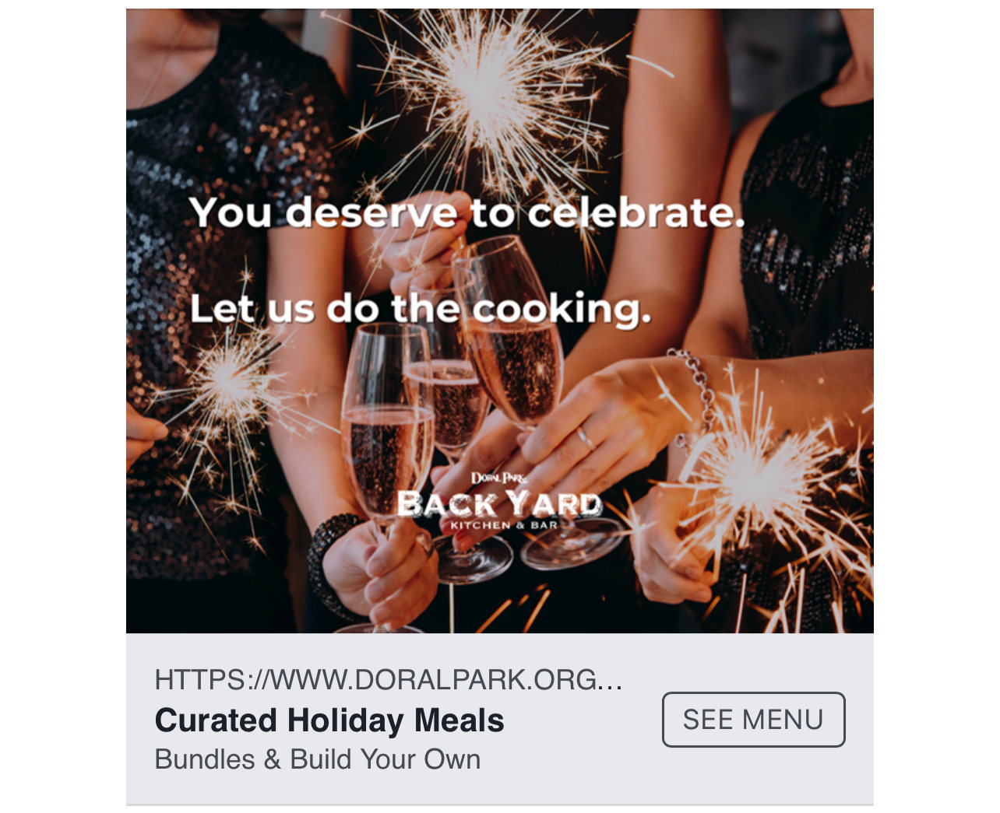 You deserve to celebrate.
Let us do the cooking.
DORAL PARK
BACK YARD
KITCHEN & BAR
HTTPS://WWW.DORALPARK.ORG...
Curated Holiday Meals
Bundles & Build Your Own
SEE MENU